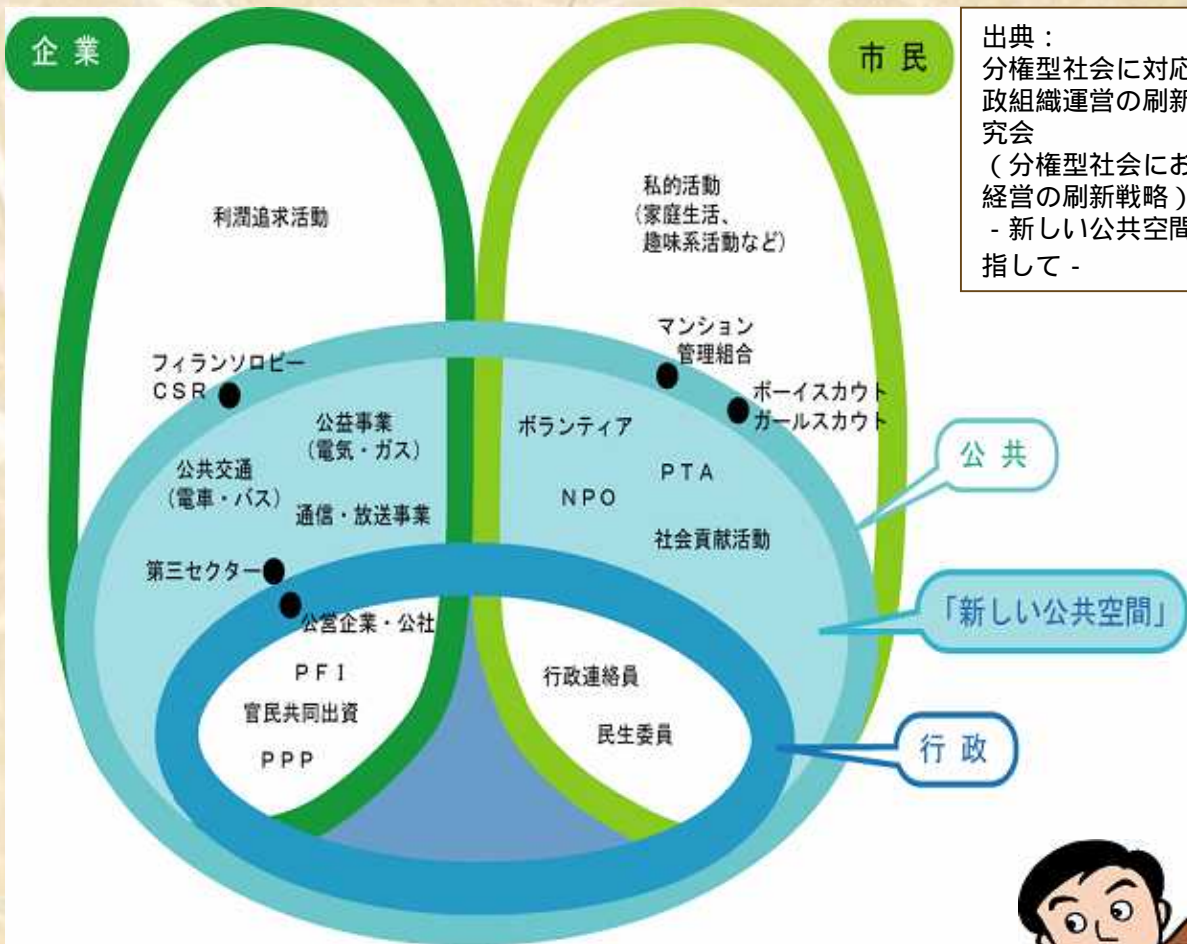 企業
市民
出典：
分権型社会に対応
政組織運営の刷新
究会
（分権型社会にお
経営の刷新戦略）
- 新しい公共空間
指して -
利潤追求活動
私的活動
（家庭生活、
趣味系活動など）
フィランソロピー
ＣＳＲ
マンション
管理組合
ボーイスカウト
ガールスカウト
公益事業
（電気・ガス）
公共交通
（電車・バス）
通信・放送事業
ボランティア
ＰＴＡ
ＮＰＯ
社会貢献活動
公共
第三セクター
公営企業・公社
「新しい公共空間」
ＰＦＩ
官民共同出資
ＰＰＰ
行政連絡員
民生委員
行政